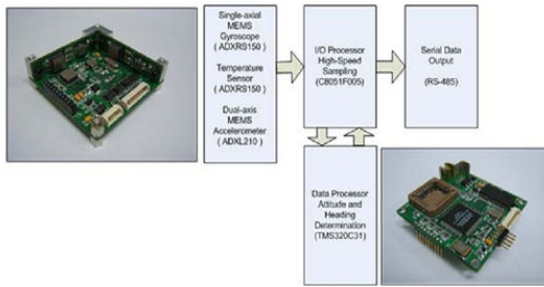 Single-axial
MEMS
Gyroscope
( ADXRS150 )
Temperature
Sensor
( ADXRS150 )
Dual-axis
MEMS
Accelerometer
( ADXL210 )
I/O Processor
High-Speed
Sampling
(C8051F005)
Serial Data
Output
(RS-485)
Data Processor
Attitude and
Heading
Determination
(TMS320C31)